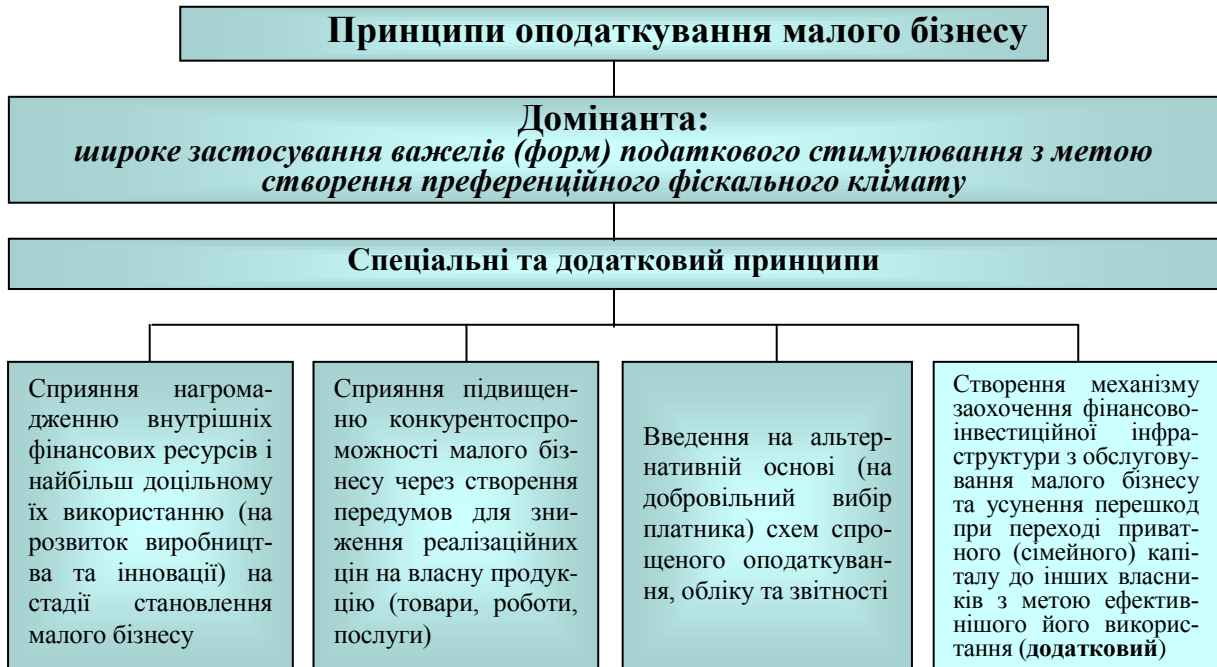 Принципи оподаткування малого бізнесу
Домінанта:
широке застосування важелів (форм) податкового стимулювання з метою
створення преференційного фіскального клімату
Спеціальні та додатковий принципи
Сприяння нагрома-
дженню внутрішніх
фінансових ресурсів і
найбільш доцільному
їх використанню (на
розвиток виробницт-
ва та інновації) на
стадії становлення
малого бізнесу
Сприяння підвищен-
ню конкурентоспро-
можності малого біз-
несу через створення
передумов для зни-
ження реалізаційних
цін на власну продук-
цію (товари, роботи,
послуги)
Введення на альтер-
нативній основі (на
добровільний вибір
платника) схем спро-
щеного оподаткуван-
ня, обліку та звітності
Створення механізму
заохочення фінансово-
інвестиційної інфра-
структури з обслугову-
вання малого бізнесу
та усунення перешкод
при переході приват-
ного (сімейного) капі-
талу до інших власни-
ків з метою ефектив-
нішого його викорис-
тання (додатковий)